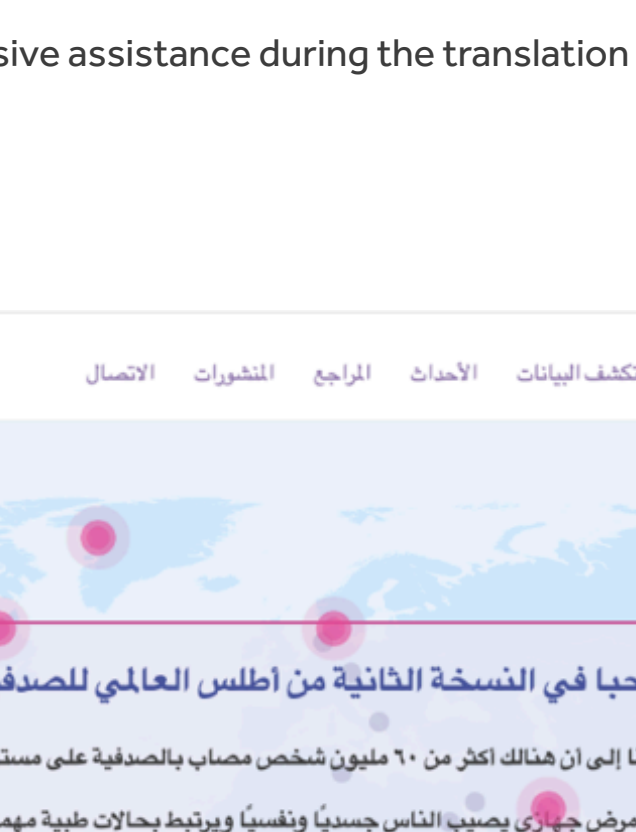 sive assistance during the translation
تكشف البيانات الأحداث المراجع المنشورات الاتصال
حبا في النسخة الثانية من أطلس العالمي للصدف
ا إلى أن هنالك أكثر من ٦٠ مليون شخص مصاب بالصدفية على مست
مرض جهازي يصيب الناس جسديًا ونفسيًا ويرتبط بحالات طبية مهم